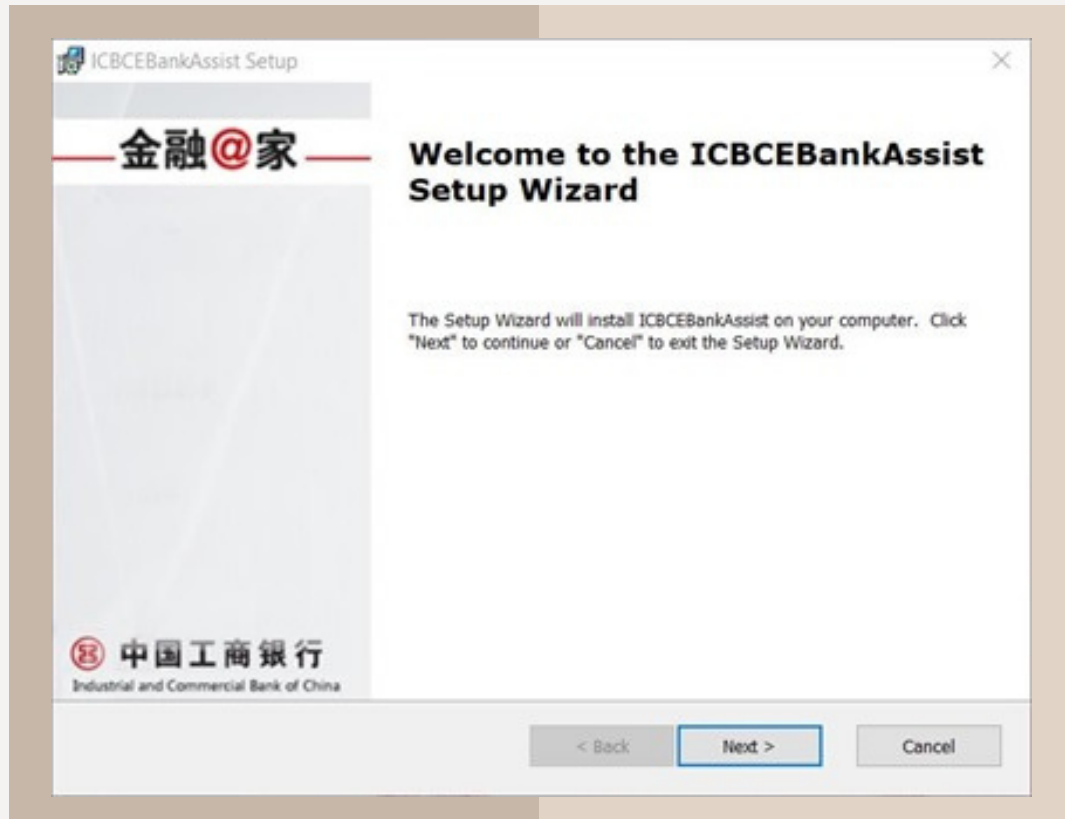 ICBCEBankAssist Setup
金融@家
Welcome to the ICBCEBankAssist
Setup Wizard
The Setup Wizard will install ICBCEBankAssist on your computer. Click
"Next" to continue or "Cancel" to exit the Setup Wizard.
中国工商银行
Industrial and Commercial Bank of China
< Back
Next >
Cancel